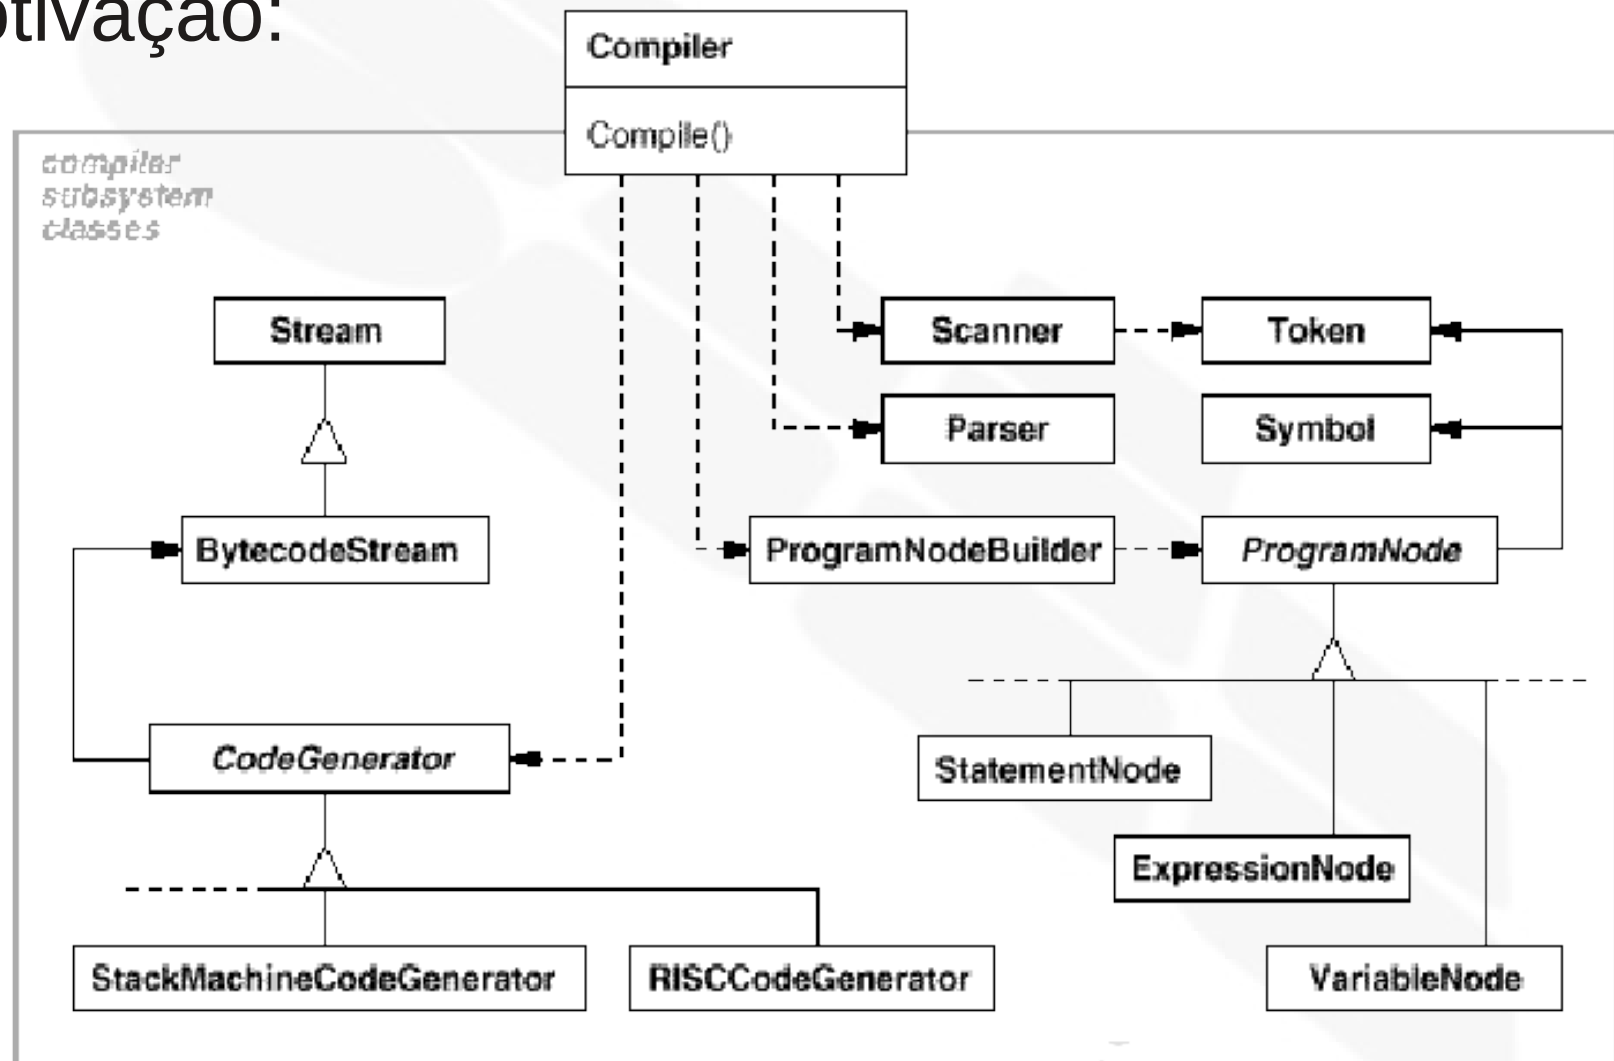 otivação:
Compiler
Compile()
compiler
subsystem
classes
Stream
Scanner
Token
Parser
Symbol
BytecodeStream
ProgramNodeBuilder
ProgramNode
CodeGenerator
StatementNode
ExpressionNode
StackMachineCodeGenerator
RISCCodeGenerator
VariableNode